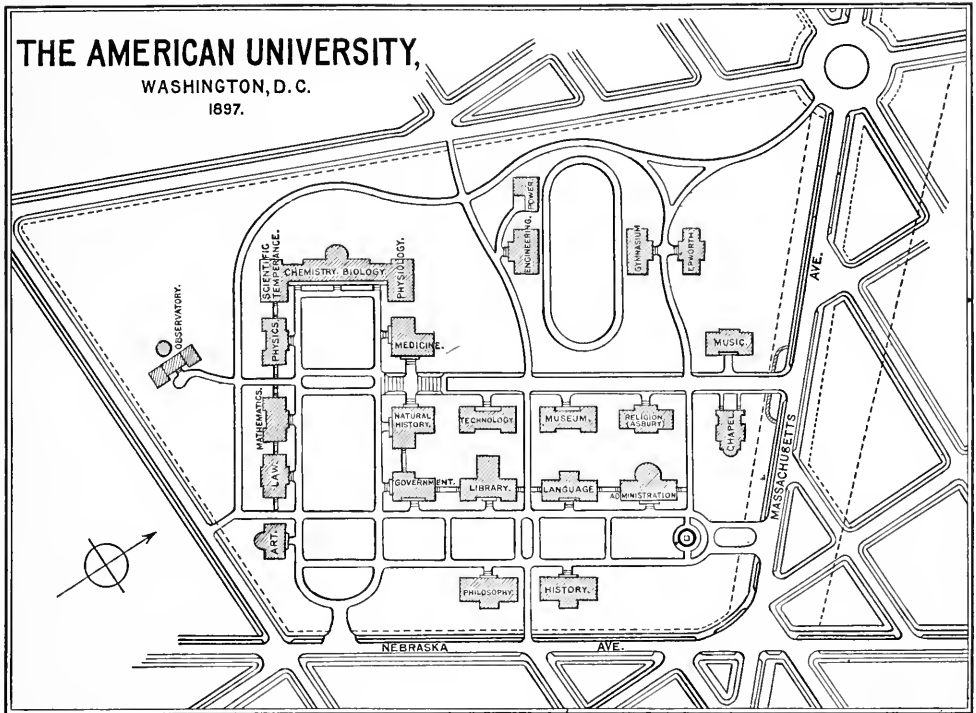 THE AMERICAN UNIVERSITY,
WASHINGTON, D.C.
1897.
POWER.
ENGINEERING.
GYMNASIUM
EPWORTH
SCIENTIFIC
TEMPERANCE.
CHEMISTRY. BIOLOGY.
PHYSIOLOGY.
OBSERVATORY.
PHYSICS.
MEDICINE.
MUSIC.
MATHEMATICS.
NATURAL
HISTORY.
TECHNOLOGY
MUSEUM.
RELIGION
(ASBURY)
CHAPEL
LAW.
GOVERNMENT.
LIBRARY.
LANGUAGE
ADMINISTRATION
ART.
PHILOSOPHY
HISTORY.
MASSACHUBETTS
AVE.
NEBRASKA
AVE.